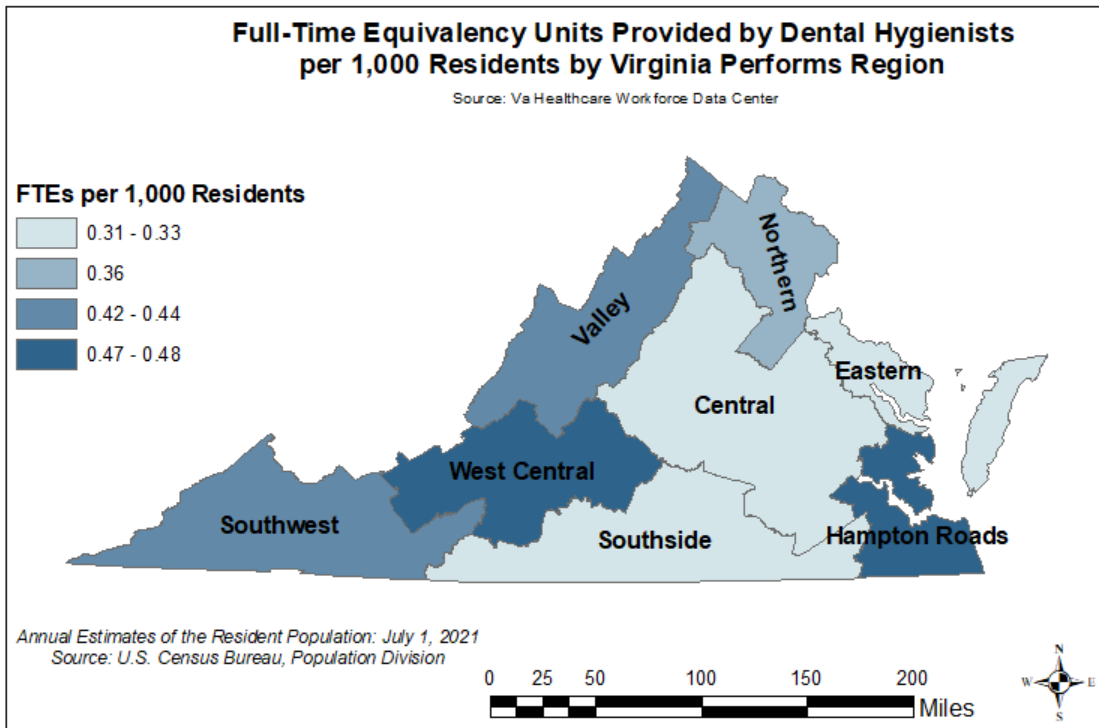 Full-Time Equivalency Units Provided by Dental Hygienists
per 1,000 Residents by Virginia Performs Region
Source: Va Healthcare Workforce Data Center
FTEs per 1,000 Residents
0.31 - 0.33
0.36
0.42 - 0.44
0.47 - 0.48
Northern
Valley
Eastern
Central
West Central
Southwest
Southside
Hampton Roads
Annual Estimates of the Resident Population: July 1, 2021
Source: U.S. Census Bureau, Population Division
0 25 50 100 150 200
Miles
N
W E
S